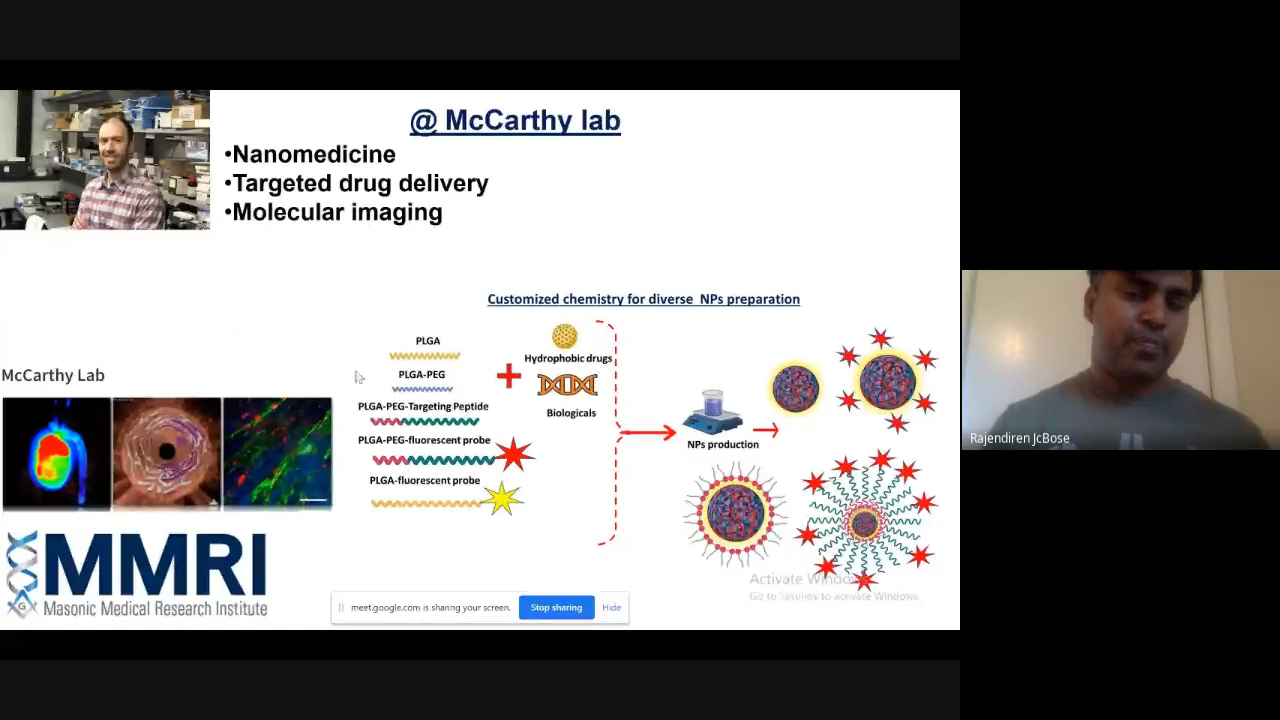 @ McCarthy lab
•Nanomedicine
•Targeted drug delivery
•Molecular imaging
Customized chemistry for diverse NPs preparation
PLGA
PLGA-PEG
PLGA-PEG-Targeting Peptide
PLGA-PEG-fluorescent probe
PLGA-fluorescent probe
Hydrophobic drugs
Biologicals
NPs production
McCarthy Lab
G
MMRI
Masonic Medical Research Institute
Activate Windows
Go to Settings to activate Windows.
meet.google.com is sharing your screen.
Stop sharing
Hide
Rajendiren JcBose